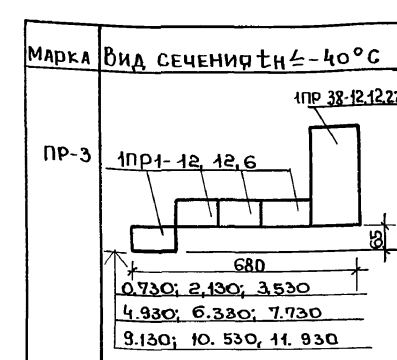 МАРКА ВИД СЕЧЕНИЯ tн ≤ -40°С
1ПР 38-12.12.22
ПР-3
1ПР1-12, 12,6
65
680
0.730; 2,130; 3,530
4.930; 6.330; 7.730
9.130; 10.530, 11.930